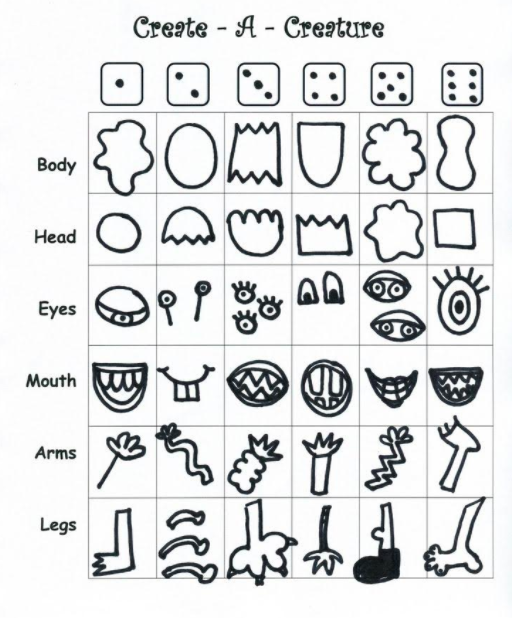 Create - A - Creature
Body
Head
Eyes
Mouth
Arms
Legs